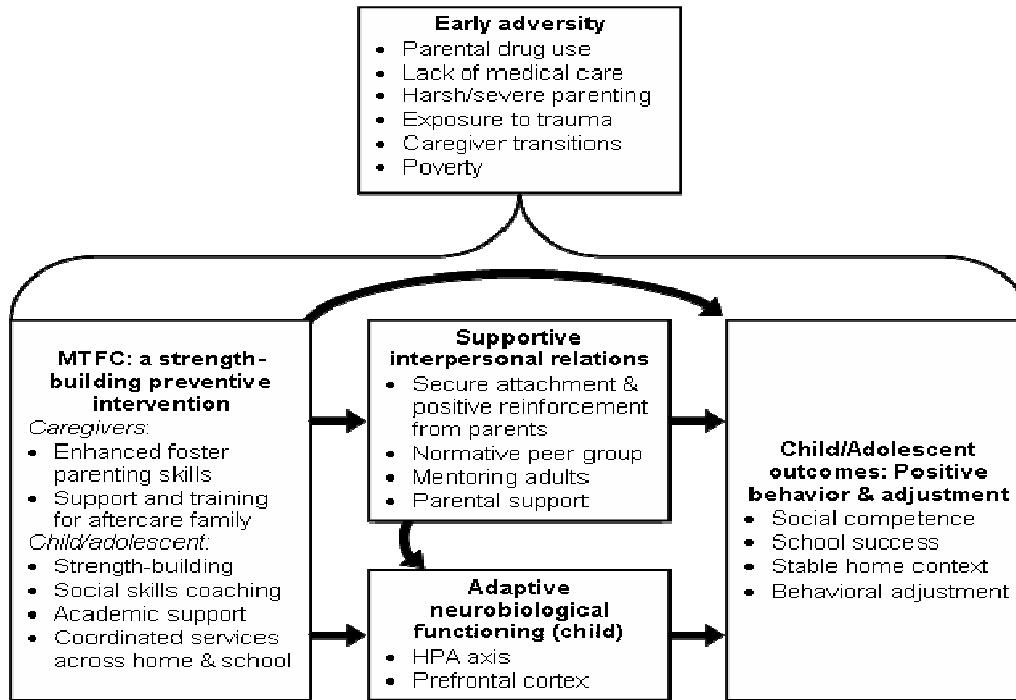 Early adversity
• Parental drug use
• Lack of medical care
• Harsh/severe parenting
• Exposure to trauma
• Caregiver transitions
• Poverty
MTFC: a strength-
building preventive
intervention
Caregivers:
• Enhanced foster
parenting skills
• Support and training
for aftercare family
Child/adolescent:
• Strength-building
• Social skills coaching
• Academic support
• Coordinated services
across home & school
Supportive
interpersonal relations
• Secure attachment &
positive reinforcement
from parents
• Normative peer group
• Mentoring adults
• Parental support
Adaptive
neurobiological
functioning (child)
• HPA axis
• Prefrontal cortex
Child/Adolescent
outcomes: Positive
behavior & adjustment
• Social competence
• School success
• Stable home context
• Behavioral adjustment